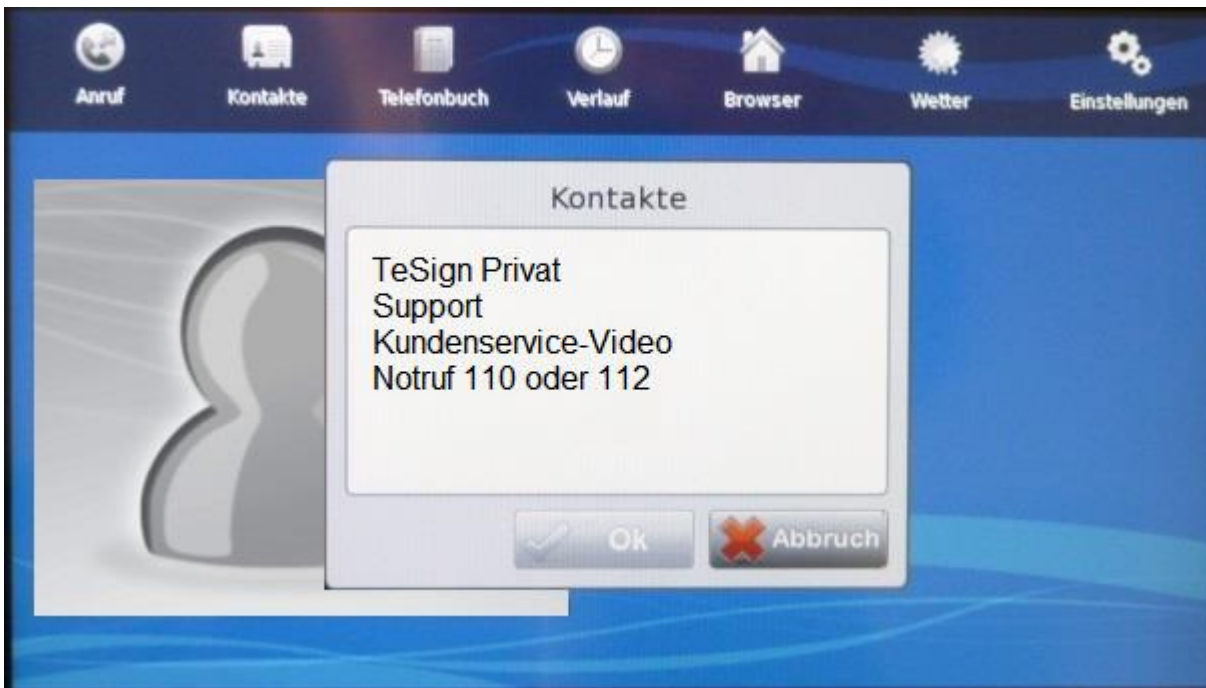 Anruf
Kontakte
Telefonbuch
Verlauf
Browser
Wetter
Einstellungen
Kontakte
TeSign Privat
Support
Kundenservice-Video
Notruf 110 oder 112
Ok
Abbruch